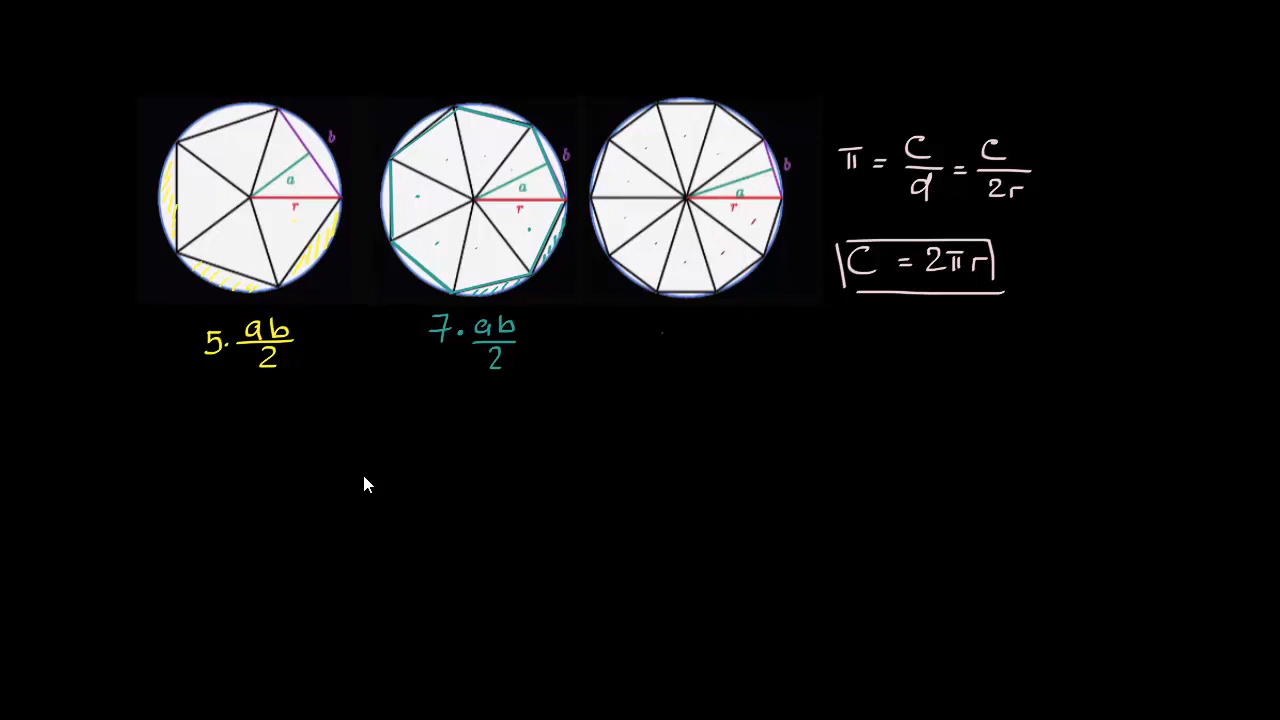 b
a
r
b
a
r
b
a
r
π = C/d = C/2r
C = 2πr
5. ab/2
7. ab/2